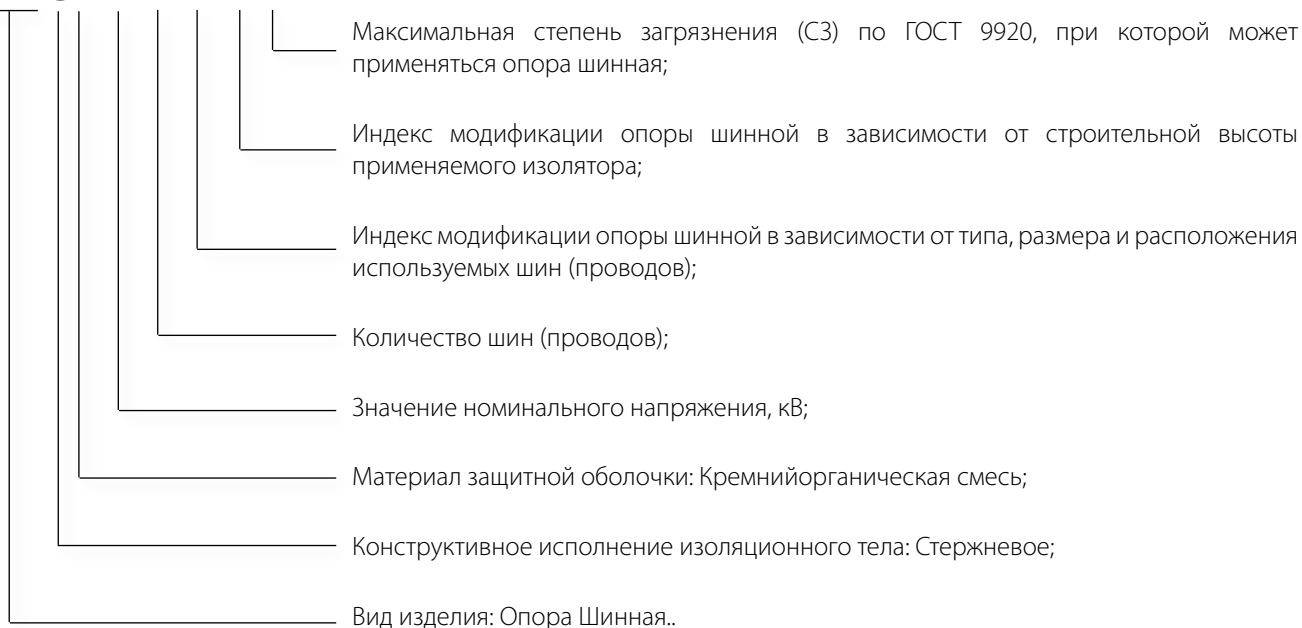 Максимальная степень загрязнения (СЗ) по ГОСТ 9920, при которой может
применяться опора шинная;
Индекс модификации опоры шинной в зависимости от строительной высоты
применяемого изолятора;
Индекс модификации опоры шинной в зависимости от типа, размера и расположения
используемых шин (проводов);
Количество шин (проводов);
Значение номинального напряжения, кВ;
Материал защитной оболочки: Кремнийорганическая смесь;
Конструктивное исполнение изоляционного тела: Стержневое;
Вид изделия: Опора Шинная..